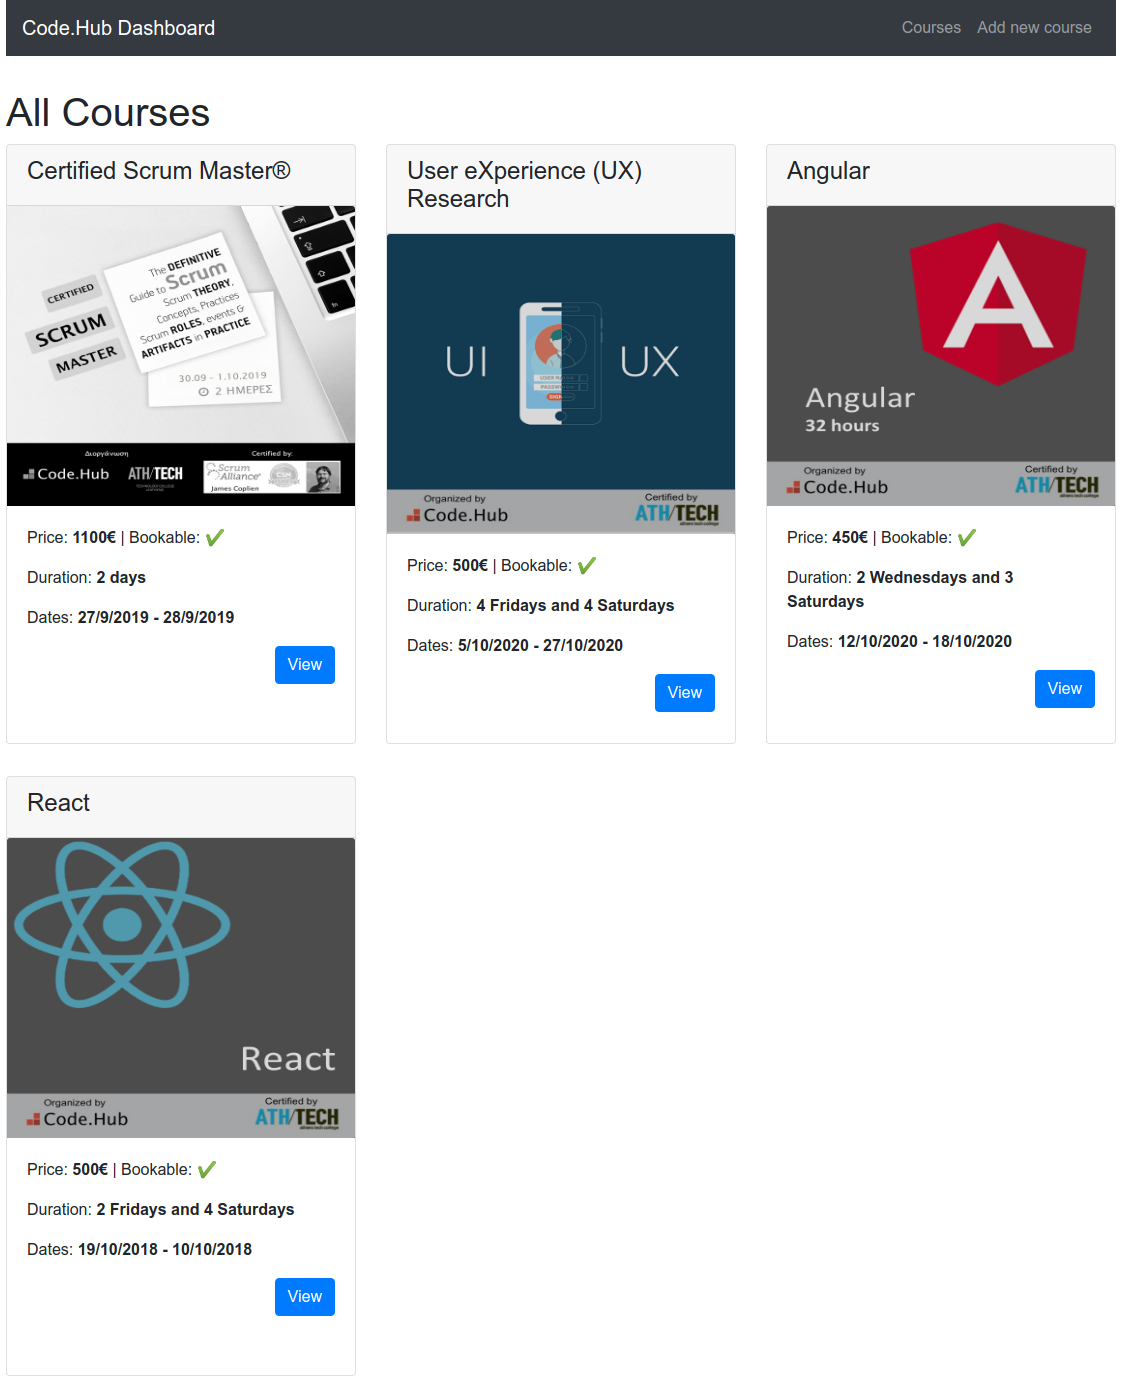 Code.Hub Dashboard
Courses
Add new course
All Courses
Certified Scrum Master®
CERTIFIED
SCRUM
MASTER
The DEFINITIVE
Guide to Scrum
Scrum THEORY,
Concepts, Practices
Scrum ROLES, events &
ARTIFACTS in PRACTICE
30.09 - 1.10.2019
2 ΗΜΕΡΕΣ
Διοργάνωση
Code.Hub
ATH/TECH
Certified by:
Scrum
Alliance
James Coplien
Price: 1100€ | Bookable: ✅
Duration: 2 days
Dates: 27/9/2019 - 28/9/2019
View
User eXperience (UX)
Research
UI
UX
Organized by
Code.Hub
Certified by
ATH/TECH
Price: 500€ | Bookable: ✅
Duration: 4 Fridays and 4 Saturdays
Dates: 5/10/2020 - 27/10/2020
View
Angular
Angular
32 hours
Organized by
Code.Hub
Certified by
ATH/TECH
Price: 450€ | Bookable: ✅
Duration: 2 Wednesdays and 3
Saturdays
Dates: 12/10/2020 - 18/10/2020
View
React
React
Organized by
Code.Hub
Certified by
ATH/TECH
Price: 500€ | Bookable: ✅
Duration: 2 Fridays and 4 Saturdays
Dates: 19/10/2018 - 10/10/2018
View